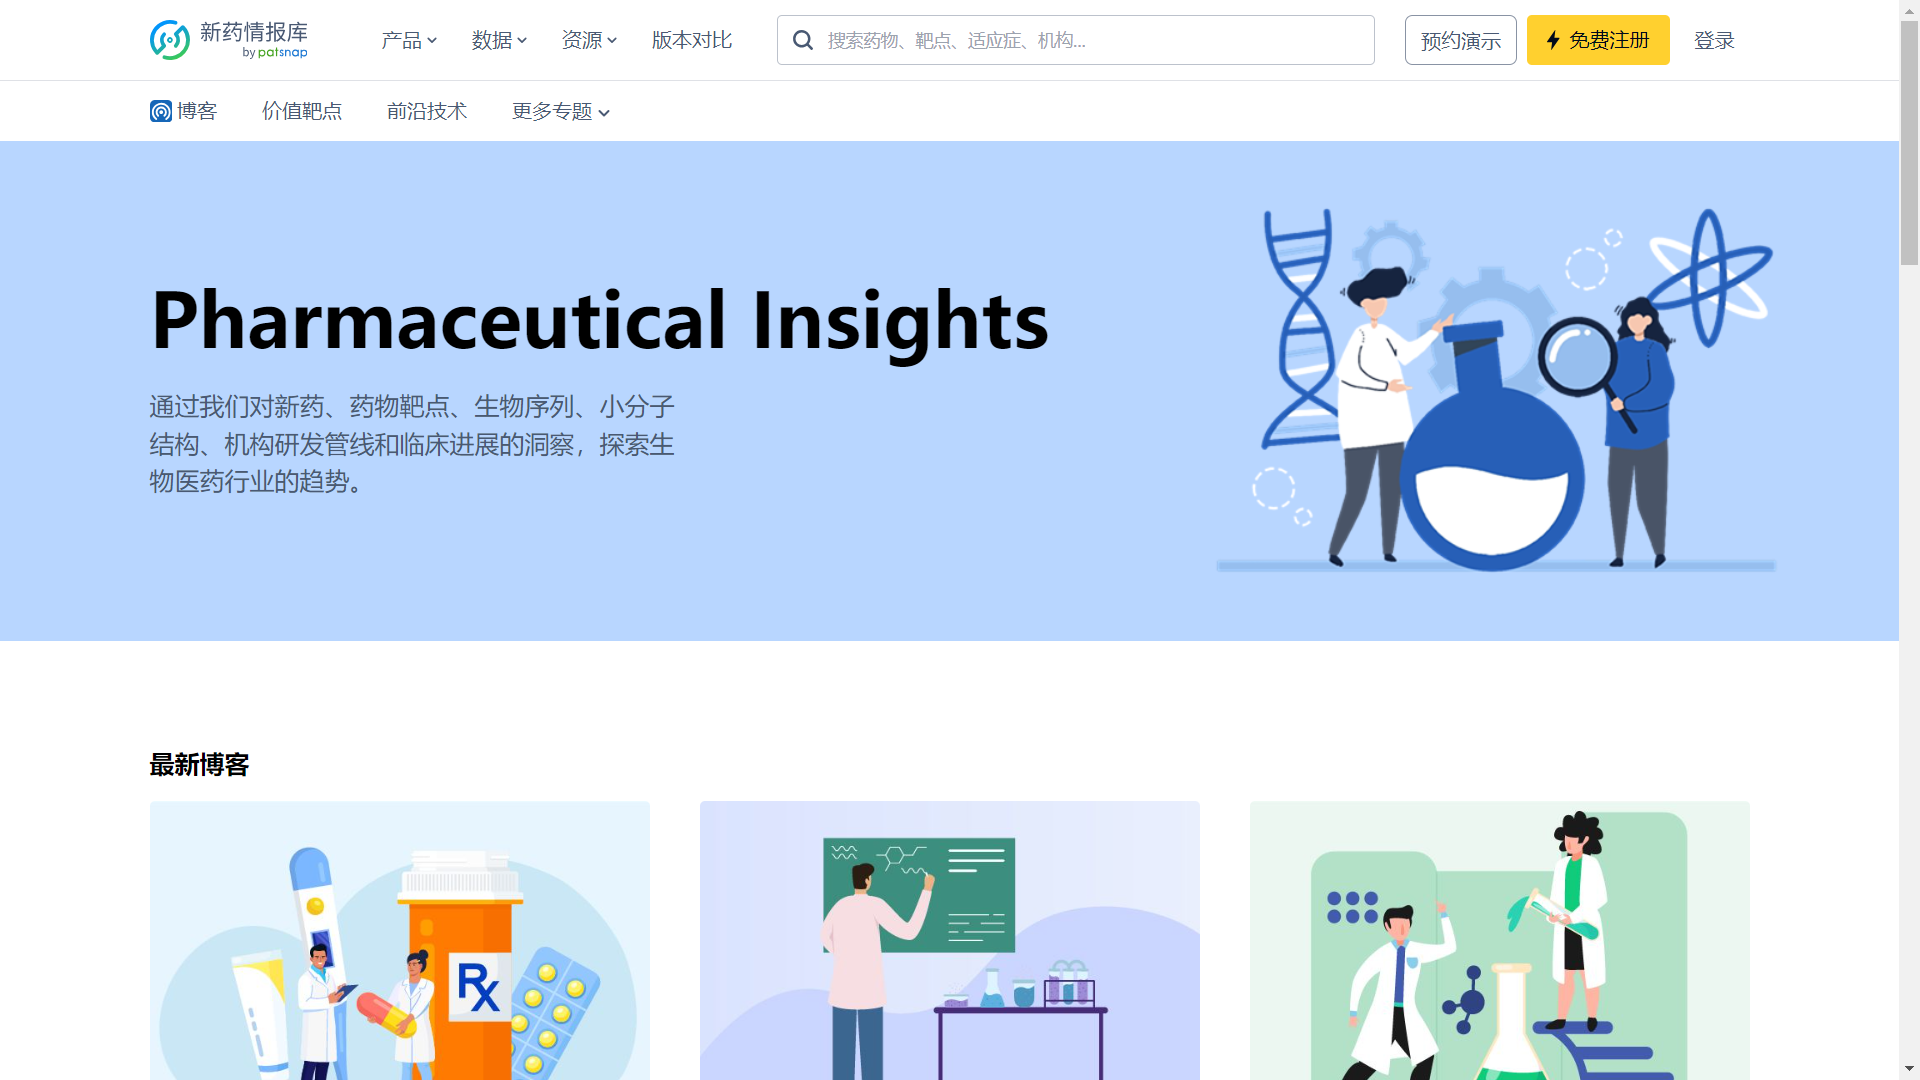 新药情报库
by patsnap
产品
数据
资源
版本对比
搜索药物、靶点、适应症、机构...
预约演示
免费注册
登录
博客
价值靶点
前沿技术
更多专题
Pharmaceutical Insights
通过我们对新药、药物靶点、生物序列、小分子
结构、机构研发管线和临床进展的洞察，探索生
物医药行业的趋势。
最新博客
Rx